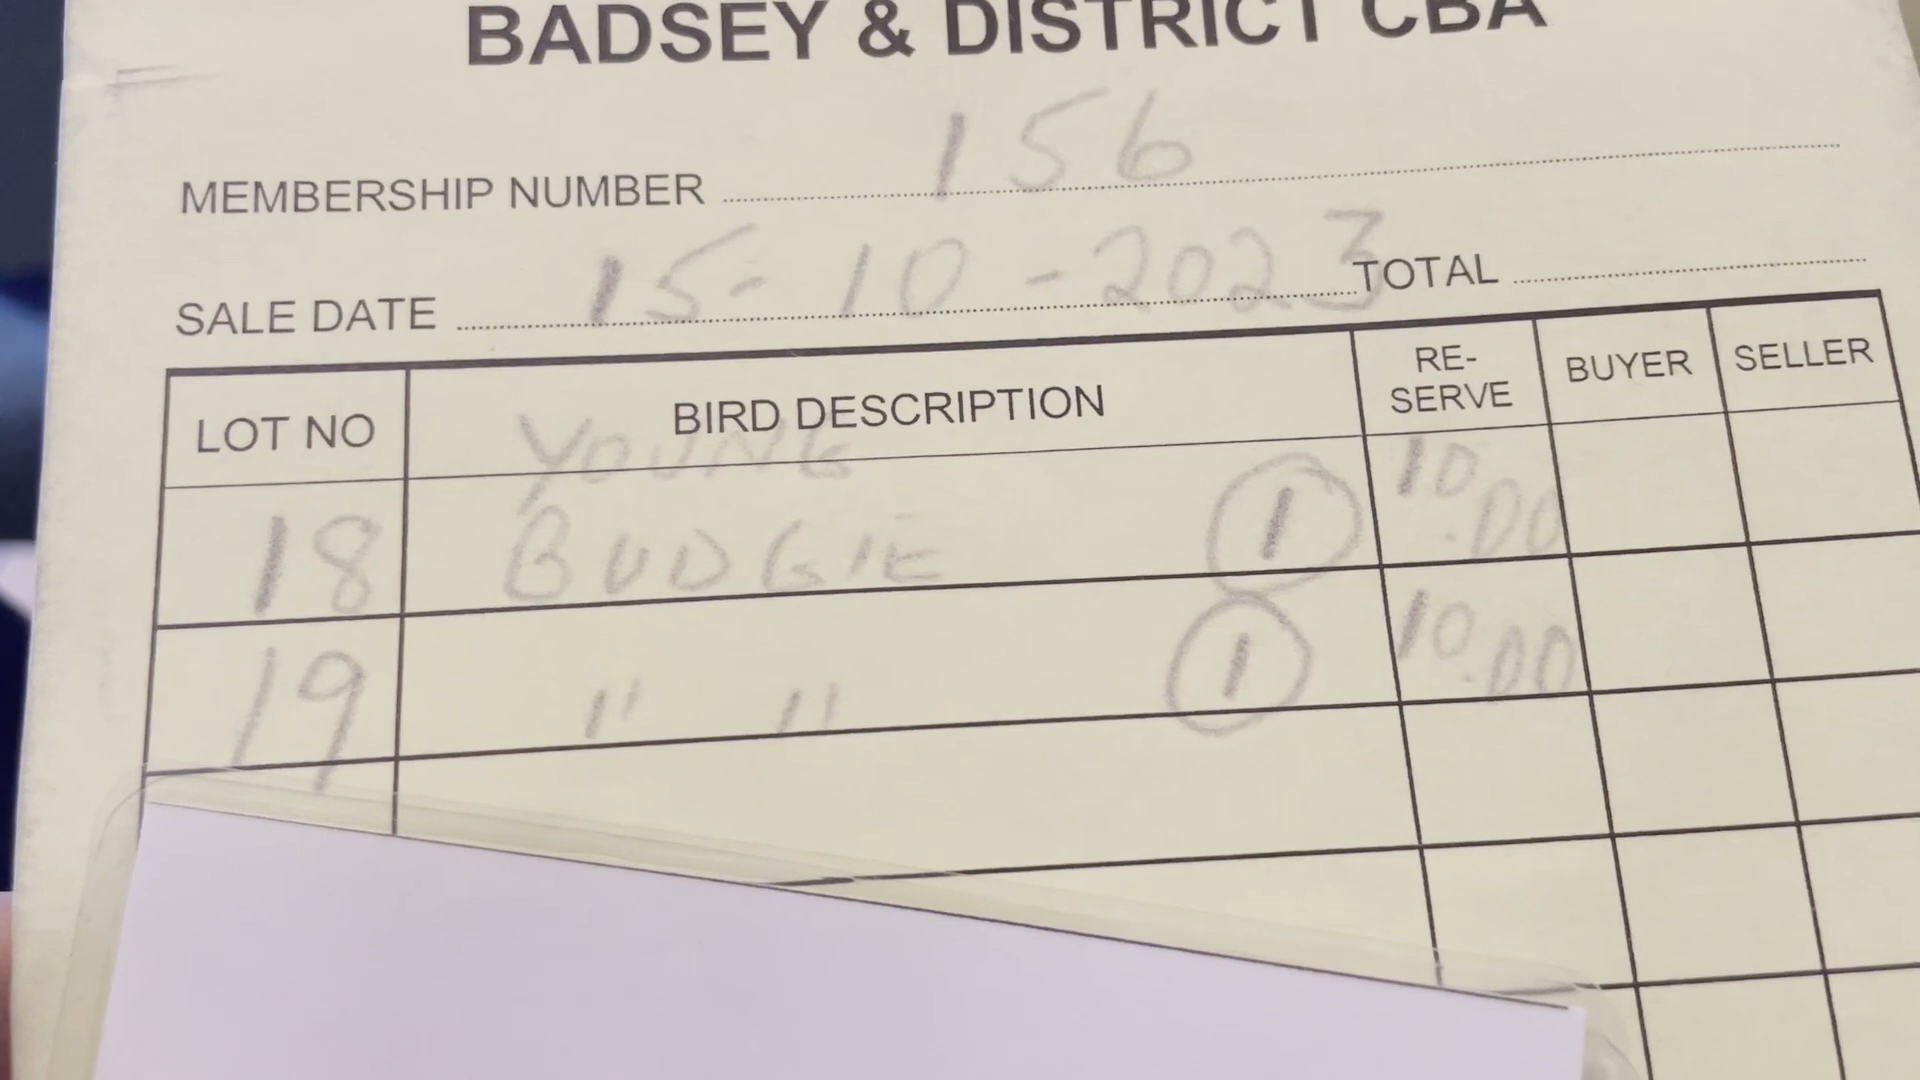 BADSEY & DISTRICT CBA
MEMBERSHIP NUMBER 156
SALE DATE 15-10-2023 TOTAL
LOT NO BIRD DESCRIPTION RE-SERVE BUYER SELLER
YOUNG
18 BUDGIE 1 10.00
19 " " 1 10.00